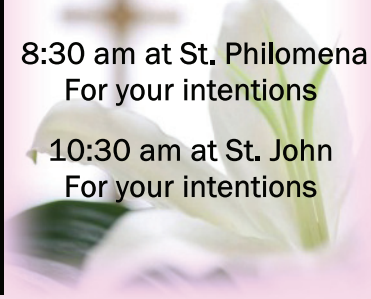 8:30 am at St. Philomena
For your intentions
10:30 am at St. John
For your intentions